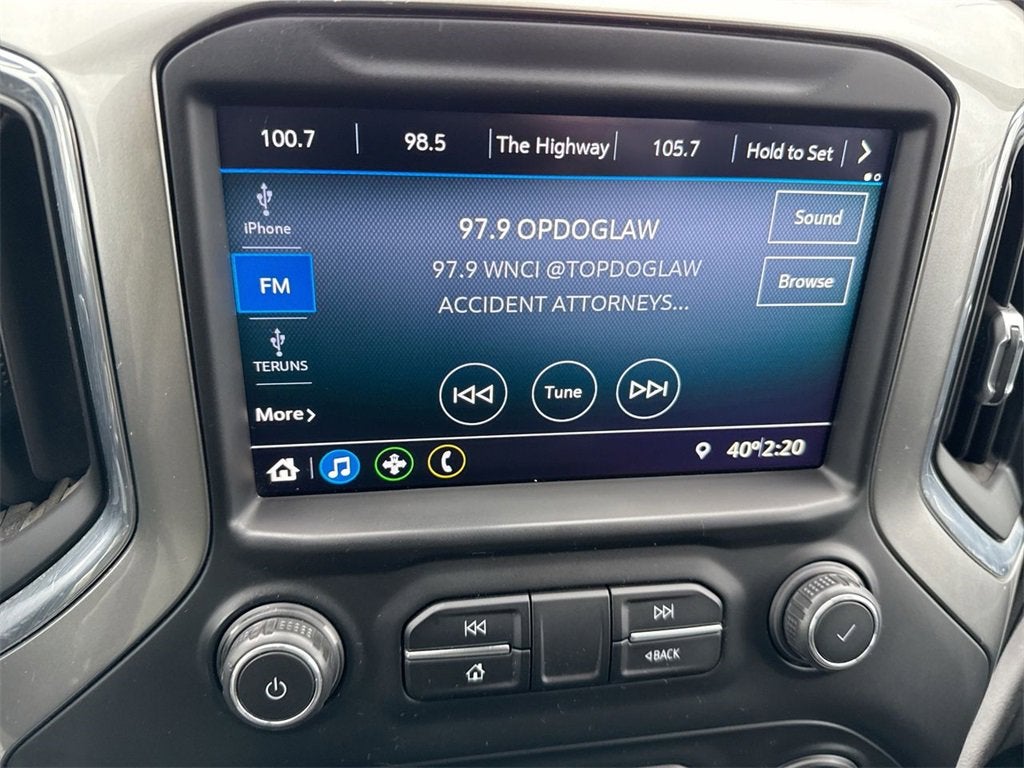 100.7 98.5 The Highway 105.7 Hold to Set
iPhone
Sound
97.9 OPDOGLAW
97.9 WNCI @TOPDOGLAW
ACCIDENT ATTORNEYS...
FM
Browse
TERUNS
Tune
More
40° 2:20
BACK